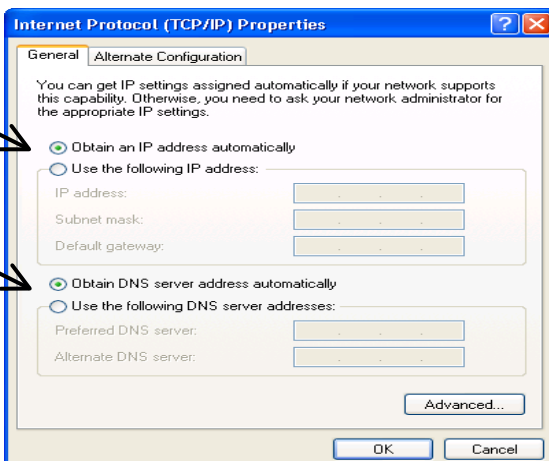 Internet Protocol (TCP/IP) Properties
General
Alternate Configuration
You can get IP settings assigned automatically if your network supports
this capability. Otherwise, you need to ask your network administrator for
the appropriate IP settings.
Obtain an IP address automatically
Use the following IP address:
IP address:
Subnet mask:
Default gateway:
Obtain DNS server address automatically
Use the following DNS server addresses:
Preferred DNS server:
Alternate DNS server:
Advanced...
OK
Cancel